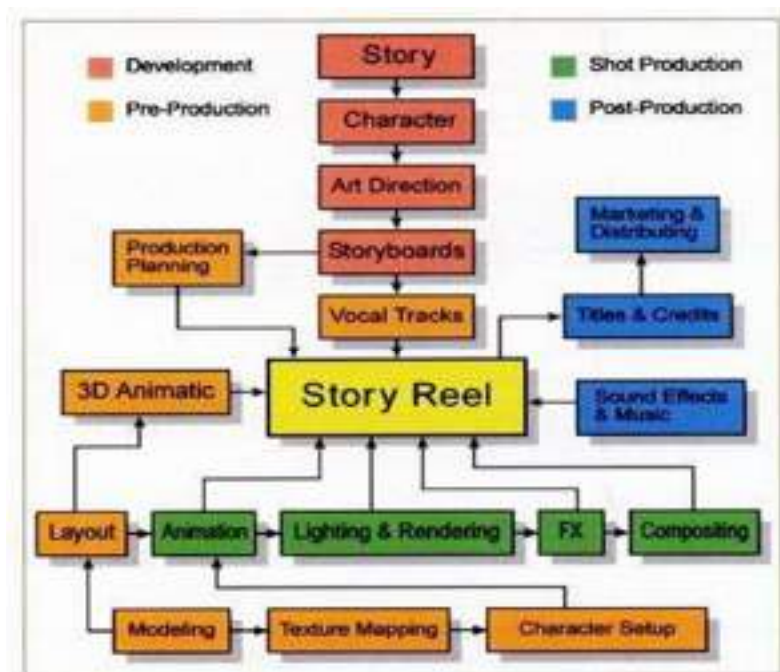 Development
Pre-Production
Story
Shot Production
Post-Production
Character
Art Direction
Storyboards
Production
Planning
Marketing &
Distributing
Vocal Tracks
Titles & Credits
3D Animatic
Story Reel
Sound Effects
& Music
Layout
Animation
Lighting & Rendering
FX
Compositing
Modeling
Texture Mapping
Character Setup